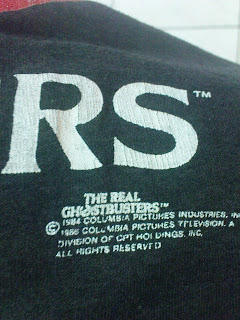 RS™
THE REAL
GHOSTBUSTERS™
© 1984 COLUMBIA PICTURES INDUSTRIES, IN
1986 COLUMBIA PICTURES TELEVISION, A
DIVISION OF CPT HOLDINGS, INC.
ALL RIGHTS RESERVED